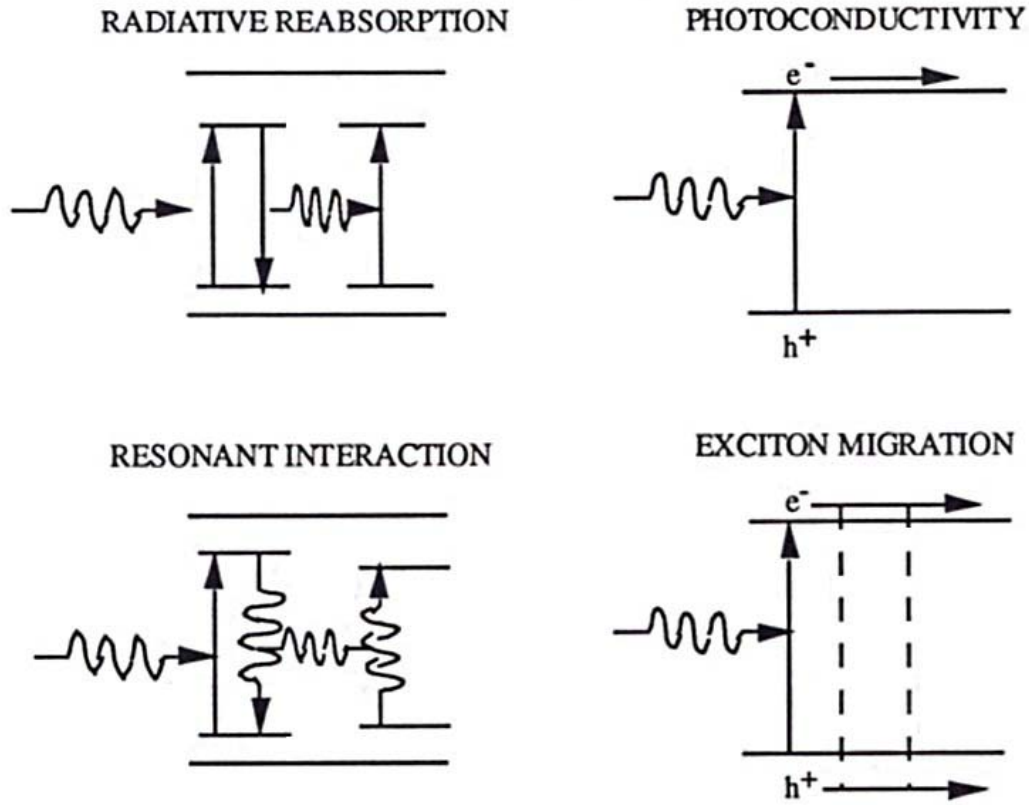 RADIATIVE REABSORPTION
PHOTOCONDUCTIVITY
e⁻
h⁺
RESONANT INTERACTION
EXCITON MIGRATION
e⁻
h⁺